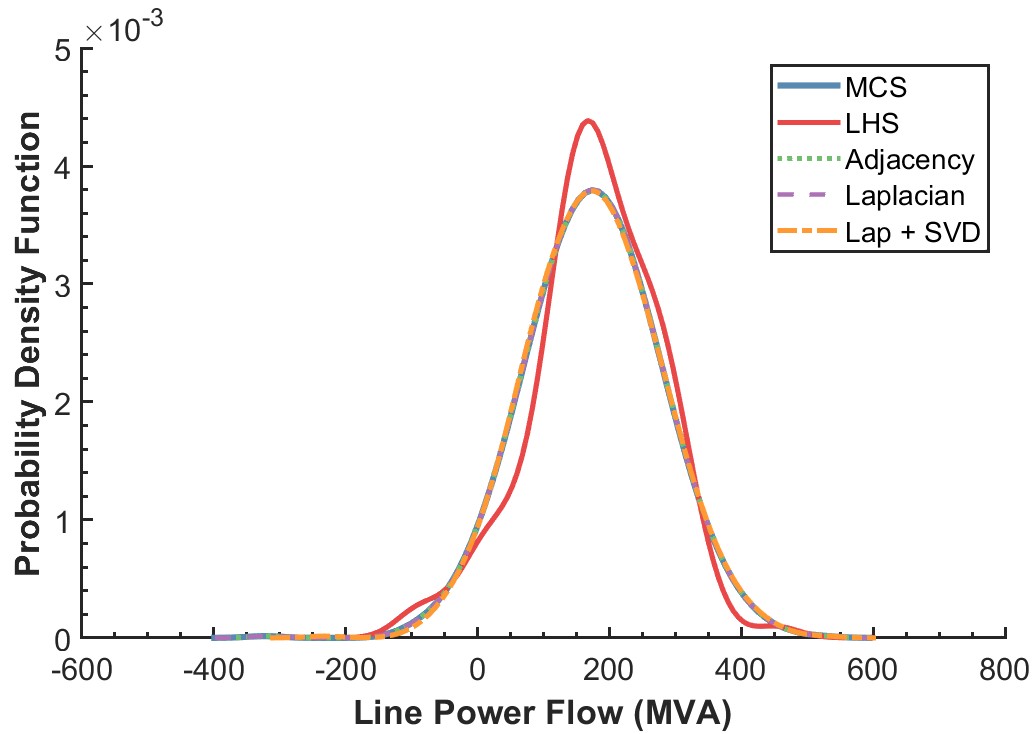 ×10-3
5
4
3
2
1
0
-600 -400 -200 0 200 400 600 800
Probability Density Function
Line Power Flow (MVA)
MCS
LHS
Adjacency
Laplacian
Lap + SVD